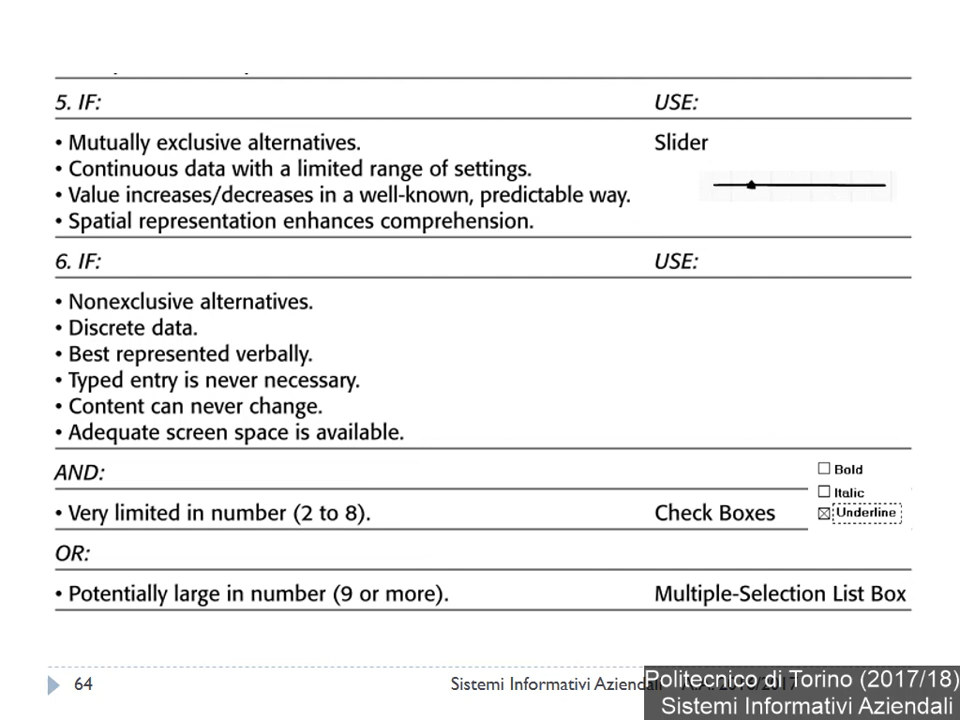 5. IF: USE:
• Mutually exclusive alternatives. Slider
• Continuous data with a limited range of settings.
• Value increases/decreases in a well-known, predictable way.
• Spatial representation enhances comprehension.
6. IF: USE:
• Nonexclusive alternatives.
• Discrete data.
• Best represented verbally.
• Typed entry is never necessary.
• Content can never change.
• Adequate screen space is available.
AND:
Bold
Italic
• Very limited in number (2 to 8). Check Boxes Underline
OR:
• Potentially large in number (9 or more). Multiple-Selection List Box
64 Sistemi Informativi Aziendali
Politecnico di Torino (2017/18)
Sistemi Informativi Aziendali